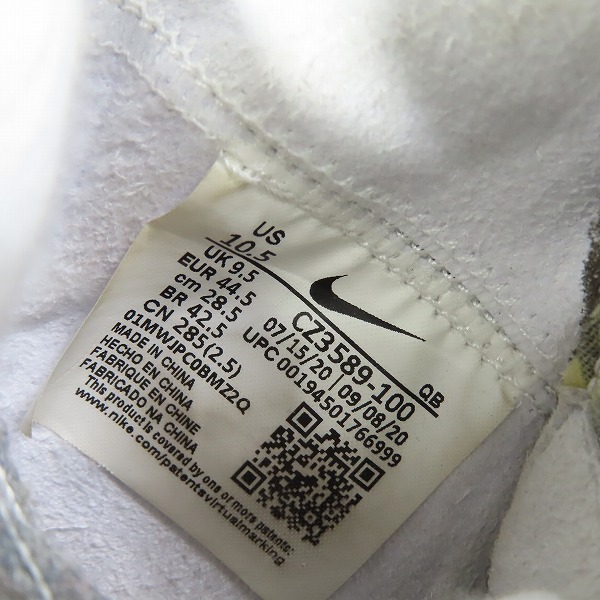 US
10.5
UK 9.5
EUR 44.5
cm 28.5
BR 42.5
CN 285(2.5)
01MWJPC0BMZ2Q
MADE IN CHINA
HECHO EN CHINA
FABRIQUE EN CHINE
FABRICADO NA CHINA
This product is covered by one or more patents:
www.nike.com/patentsvirtualmarking
CZ3589-100 QB
07/15/20 | 09/08/20
UPC 00194501766999